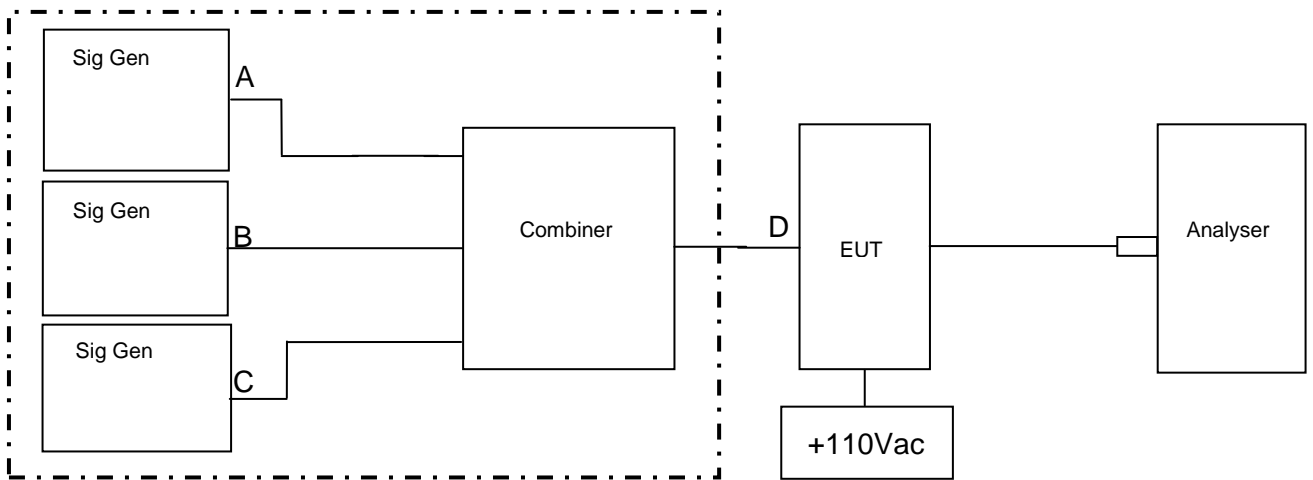 Sig Gen
A
Sig Gen
B
Sig Gen
C
Combiner
D
EUT
Analyser
+110Vac